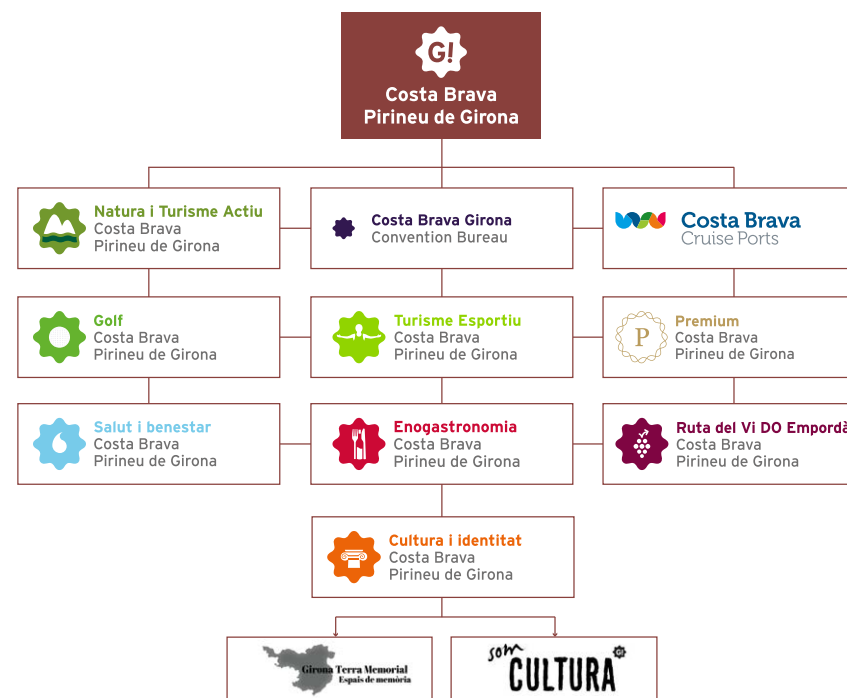 G!
Costa Brava
Pirineu de Girona
Natura i Turisme Actiu
Costa Brava
Pirineu de Girona
Costa Brava Girona
Convention Bureau
Costa Brava
Cruise Ports
Golf
Costa Brava
Pirineu de Girona
Turisme Esportiu
Costa Brava
Pirineu de Girona
P
Premium
Costa Brava
Pirineu de Girona
Salut i benestar
Costa Brava
Pirineu de Girona
Enogastronomia
Costa Brava
Pirineu de Girona
Ruta del Vi DO Empordà
Costa Brava
Pirineu de Girona
Cultura i identitat
Costa Brava
Pirineu de Girona
Girona Terra Memorial
Espais de memòria
som
CULTURA